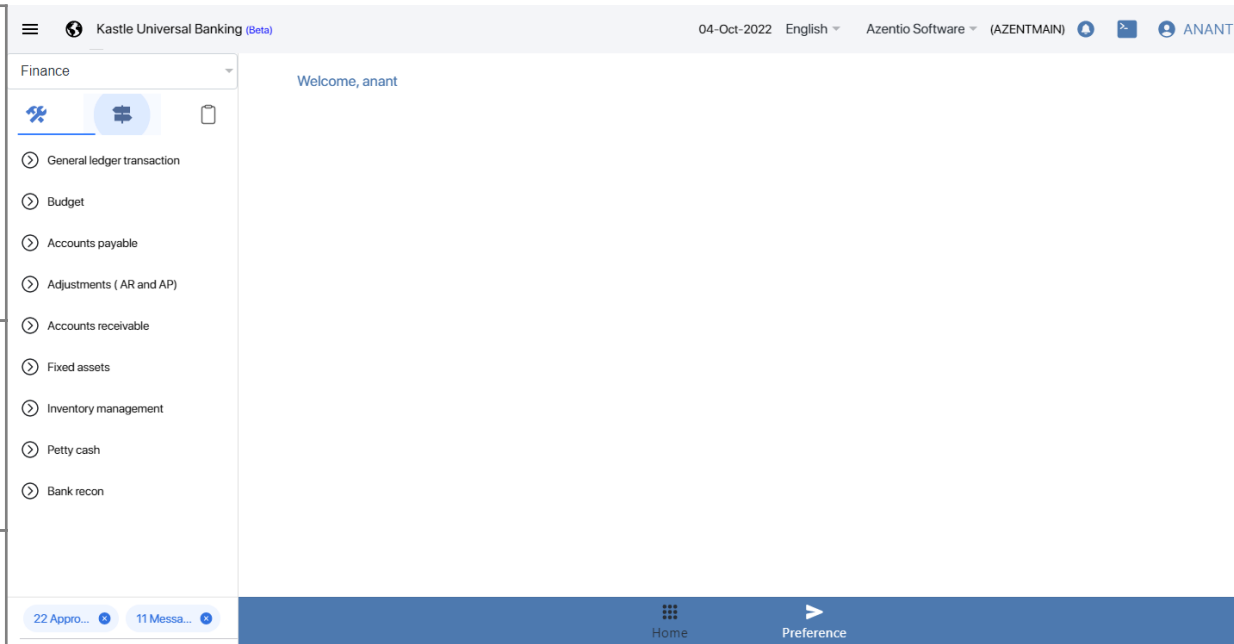 Kastle Universal Banking (Beta) 04-Oct-2022 English Azentio Software (AZENTMAIN) >_ ANANT
Finance
Welcome, anant
General ledger transaction
Budget
Accounts payable
Adjustments ( AR and AP)
Accounts receivable
Fixed assets
Inventory management
Petty cash
Bank recon
22 Appro... 11 Messa...
Home Preference